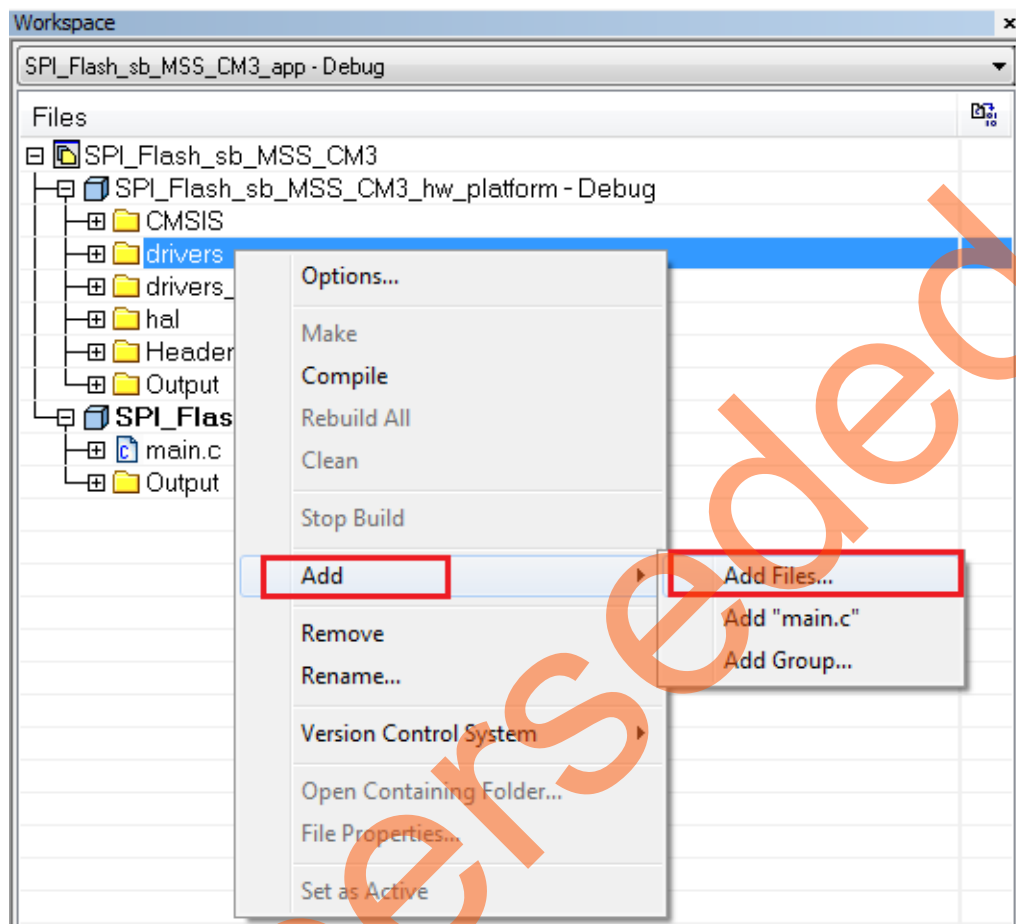 Workspace
SPI_Flash_sb_MSS_CM3_app - Debug
Files
SPI_Flash_sb_MSS_CM3
SPI_Flash_sb_MSS_CM3_hw_platform - Debug
CMSIS
drivers
drivers_
hal
Header
Output
SPI_Flas
main.c
Output
Options...
Make
Compile
Rebuild All
Clean
Stop Build
Add
Remove
Rename...
Version Control System
Open Containing Folder...
File Properties...
Set as Active
Add Files...
Add "main.c"
Add Group...
perseded